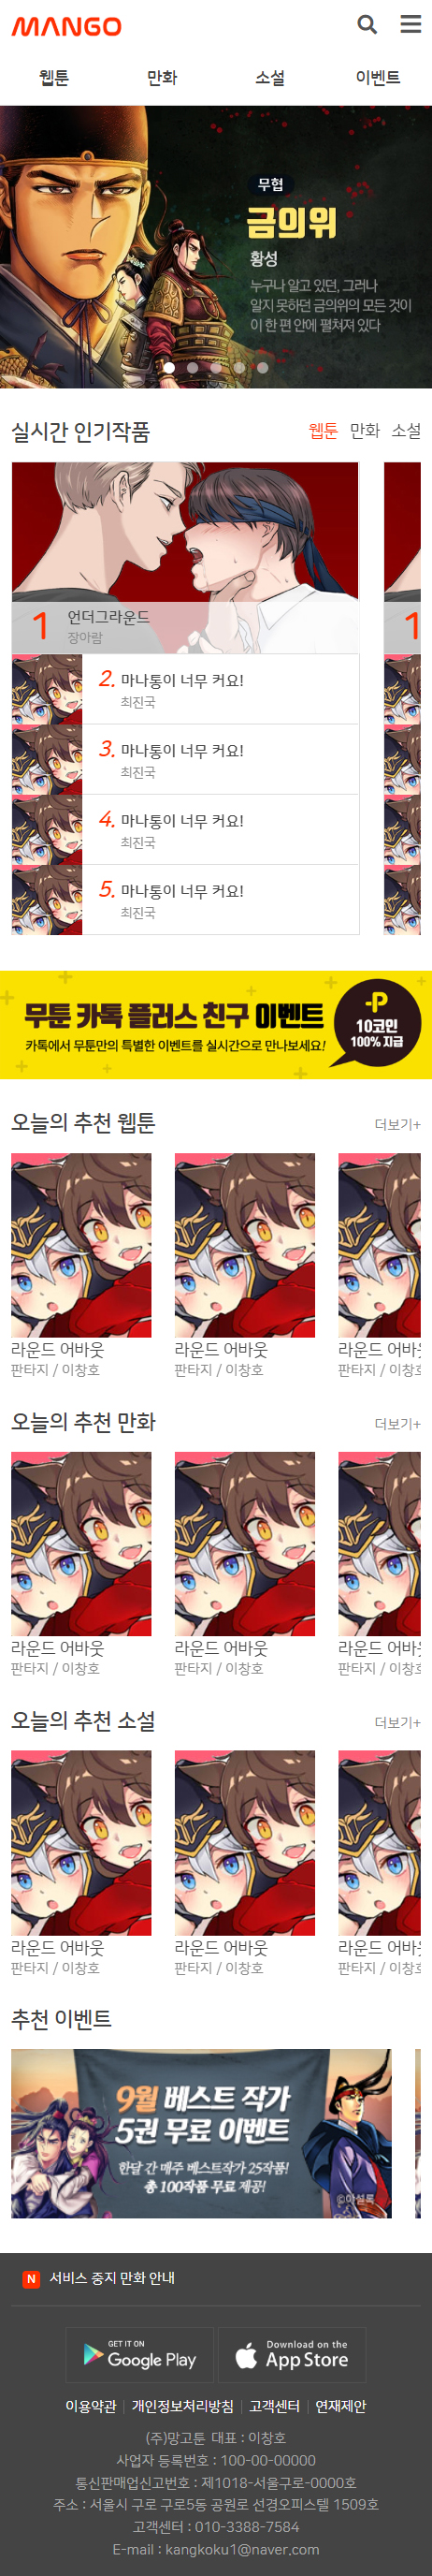 MANGO
웹툰 만화 소설 이벤트
무협
금의위
황성
누구나 알고 있던, 그러나
알지 못하던 금의위의 모든 것이
이 한 편 안에 펼쳐져 있다
실시간 인기작품 웹툰 만화 소설
1 언더그라운드
장아람
1
2. 마나통이 너무 커요!
최진국
3. 마나통이 너무 커요!
최진국
4. 마나통이 너무 커요!
최진국
5. 마나통이 너무 커요!
최진국
무툰 카톡 플러스 친구 이벤트
카톡에서 무툰만의 특별한 이벤트를 실시간으로 만나보세요!
-P
10코인
100% 지급
오늘의 추천 웹툰 더보기+
라운드 어바웃 라운드 어바웃 라운드 어바
판타지 / 이창호 판타지 / 이창호 판타지 / 이창호
오늘의 추천 만화 더보기+
라운드 어바웃 라운드 어바웃 라운드 어바
판타지 / 이창호 판타지 / 이창호 판타지 / 이창호
오늘의 추천 소설 더보기+
라운드 어바웃 라운드 어바웃 라운드 어바
판타지 / 이창호 판타지 / 이창호 판타지 / 이창호
추천 이벤트
9월 베스트 작가
5권 무료 이벤트
한달 간 매주 베스트작가 25작품!
총 100작품 무료 제공!
©야설록
N 서비스 중지 만화 안내
GET IT ON
Google Play
Download on the
App Store
이용약관 | 개인정보처리방침 | 고객센터 | 연재제안
(주)망고툰 대표 : 이창호
사업자 등록번호 : 100-00-00000
통신판매업신고번호 : 제1018-서울구로-0000호
주소 : 서울시 구로 구로5동 공원로 선경오피스텔 1509호
고객센터 : 010-3388-7584
E-mail : kangkoku1@naver.com